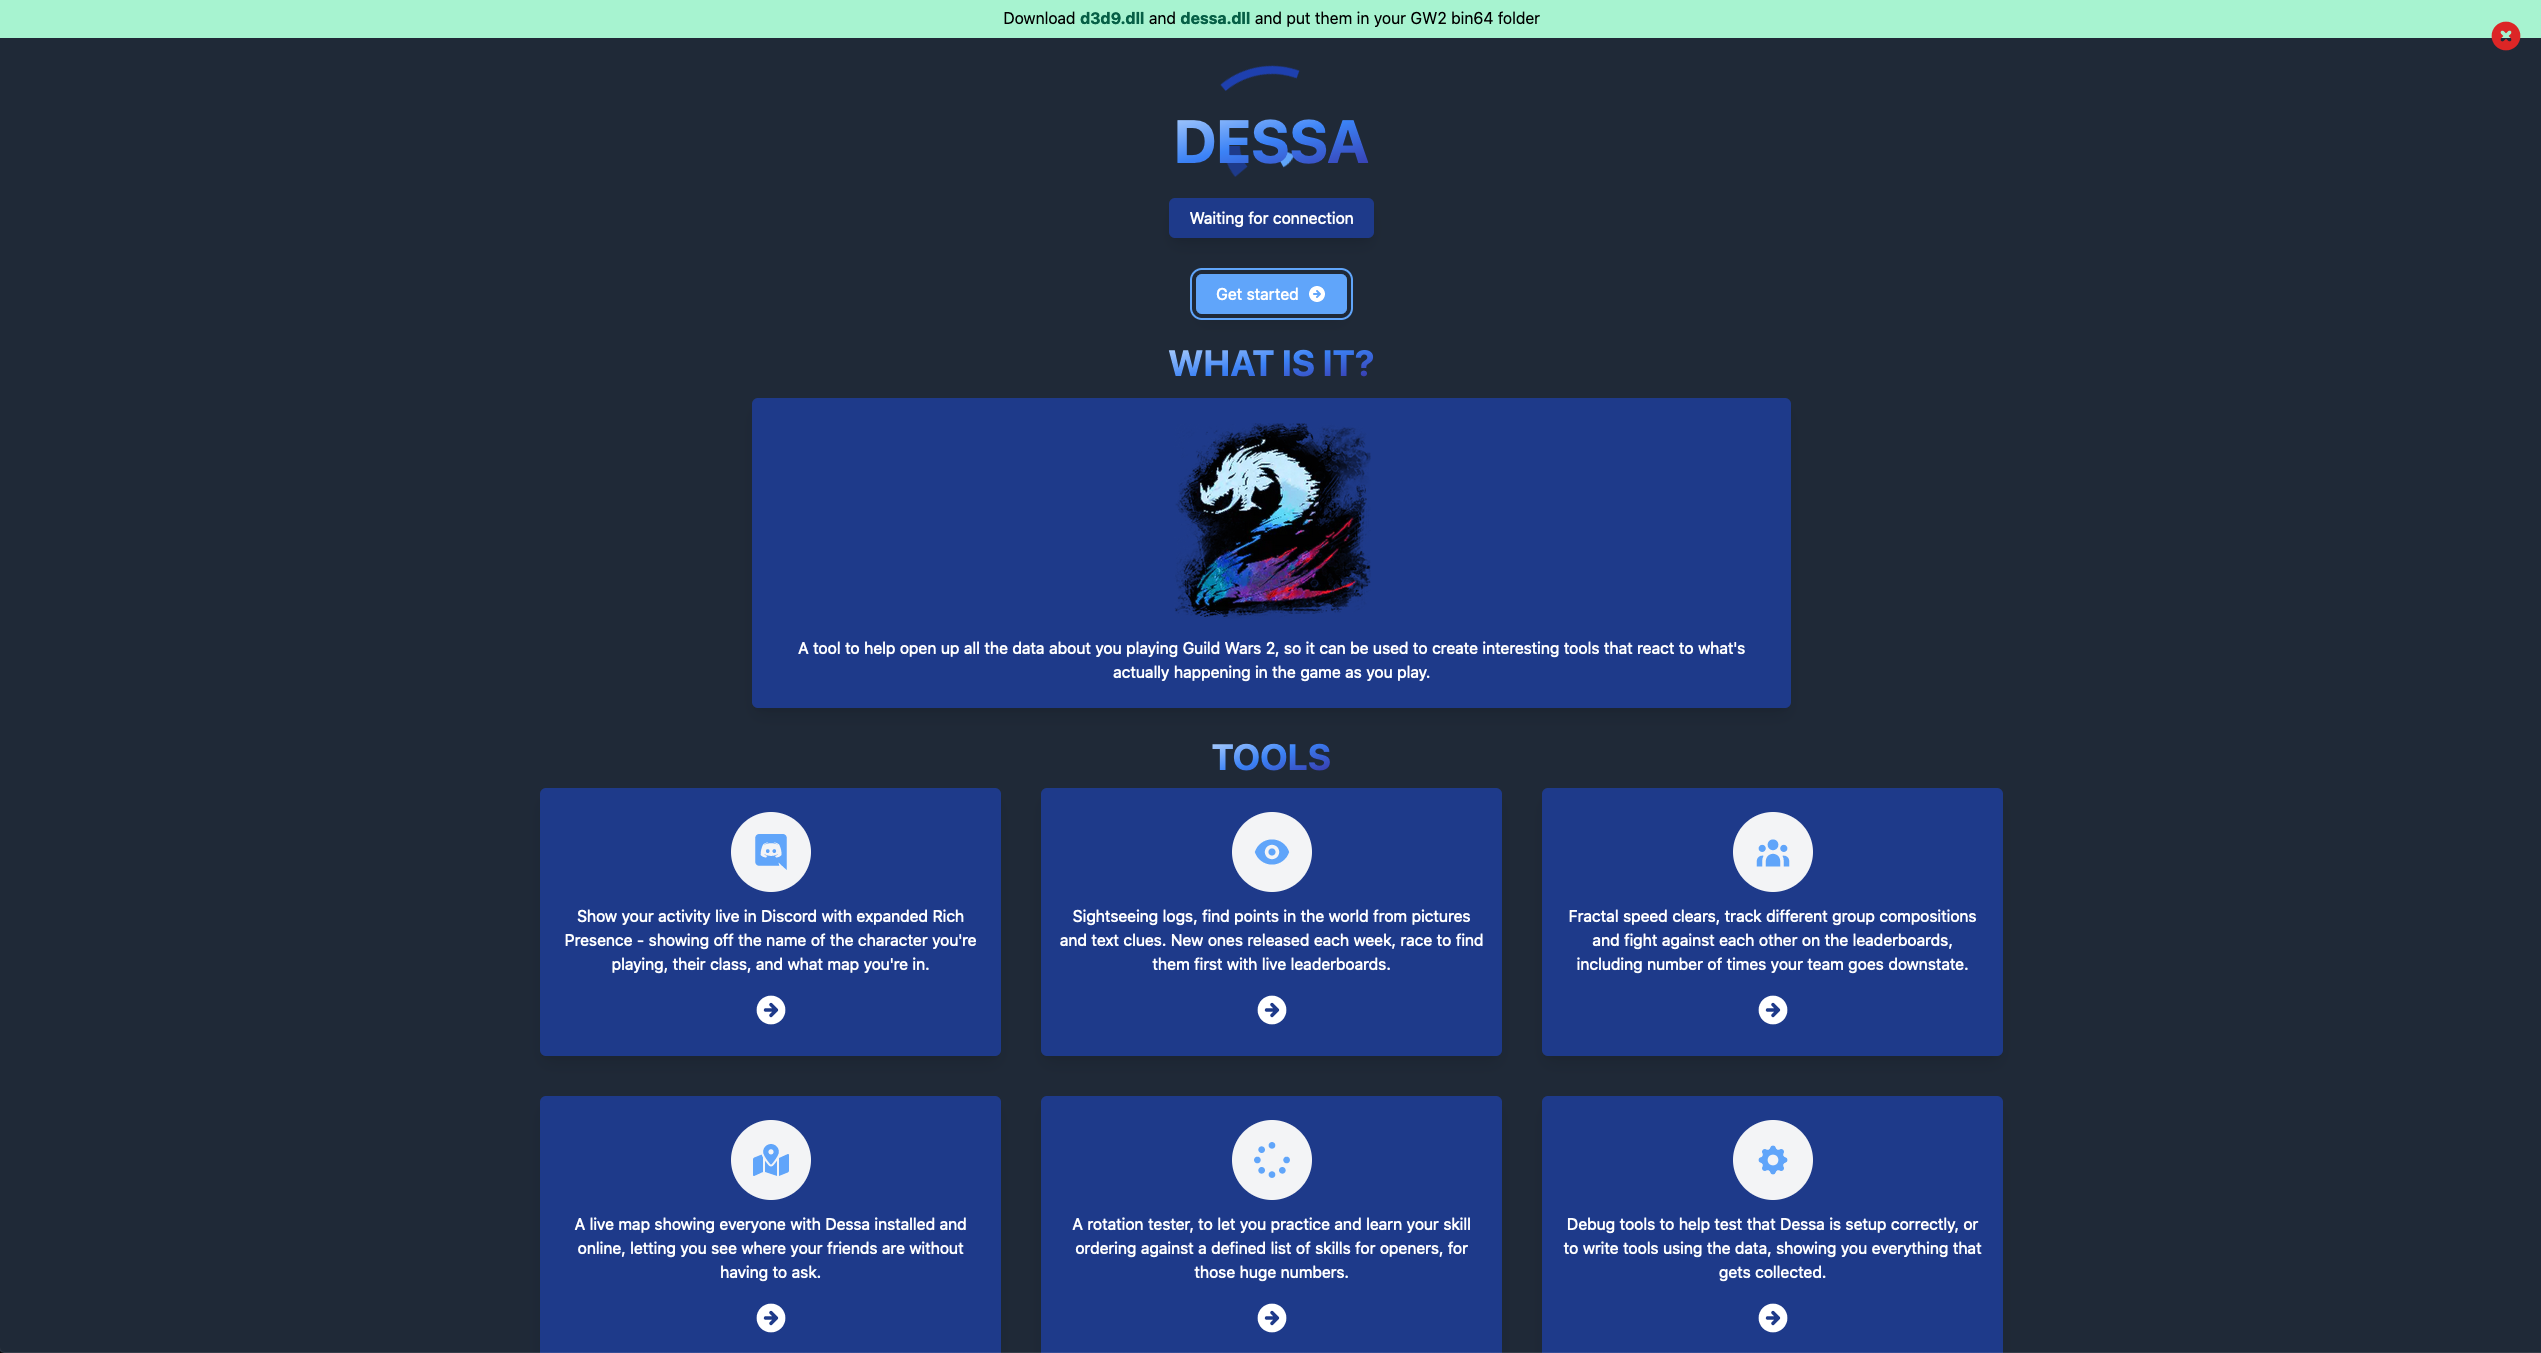 Download d3d9.dll and dessa.dll and put them in your GW2 bin64 folder
DESSA
Waiting for connection
Get started
WHAT IS IT?
A tool to help open up all the data about you playing Guild Wars 2, so it can be used to create interesting tools that react to what's
actually happening in the game as you play.
TOOLS
Show your activity live in Discord with expanded Rich
Presence - showing off the name of the character you're
playing, their class, and what map you're in.
Sightseeing logs, find points in the world from pictures
and text clues. New ones released each week, race to find
them first with live leaderboards.
Fractal speed clears, track different group compositions
and fight against each other on the leaderboards,
including number of times your team goes downstate.
A live map showing everyone with Dessa installed and
online, letting you see where your friends are without
having to ask.
A rotation tester, to let you practice and learn your skill
ordering against a defined list of skills for openers, for
those huge numbers.
Debug tools to help test that Dessa is setup correctly, or
to write tools using the data, showing you everything that
gets collected.